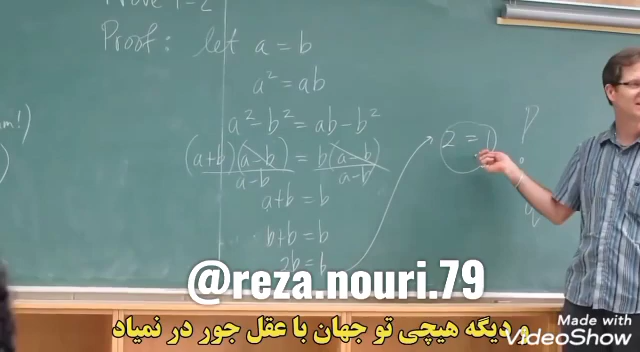 Prove 1=2
Proof: let a = b
a² = ab
a² - b² = ab - b²
(a+b)(a-b) / a-b = b(a-b) / a-b
a+b = b
b+b = b
2b = b
2 = 1
@reza.nouri.79
دیگه هیچی تو جهان با عقل جور در نمیاد
Made with
VideoShow